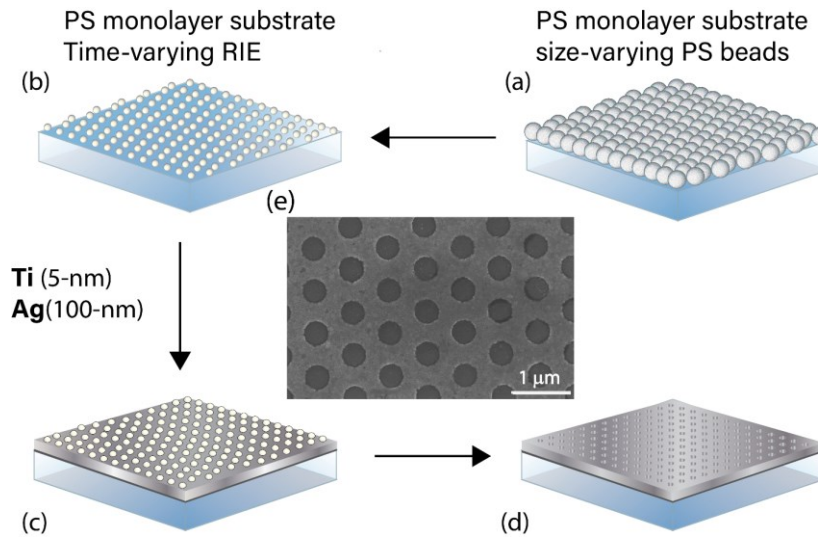 PS monolayer substrate
Time-varying RIE
PS monolayer substrate
size-varying PS beads
(b)
(a)
(e)
Ti (5-nm)
Ag(100-nm)
1 μm
(c)
(d)